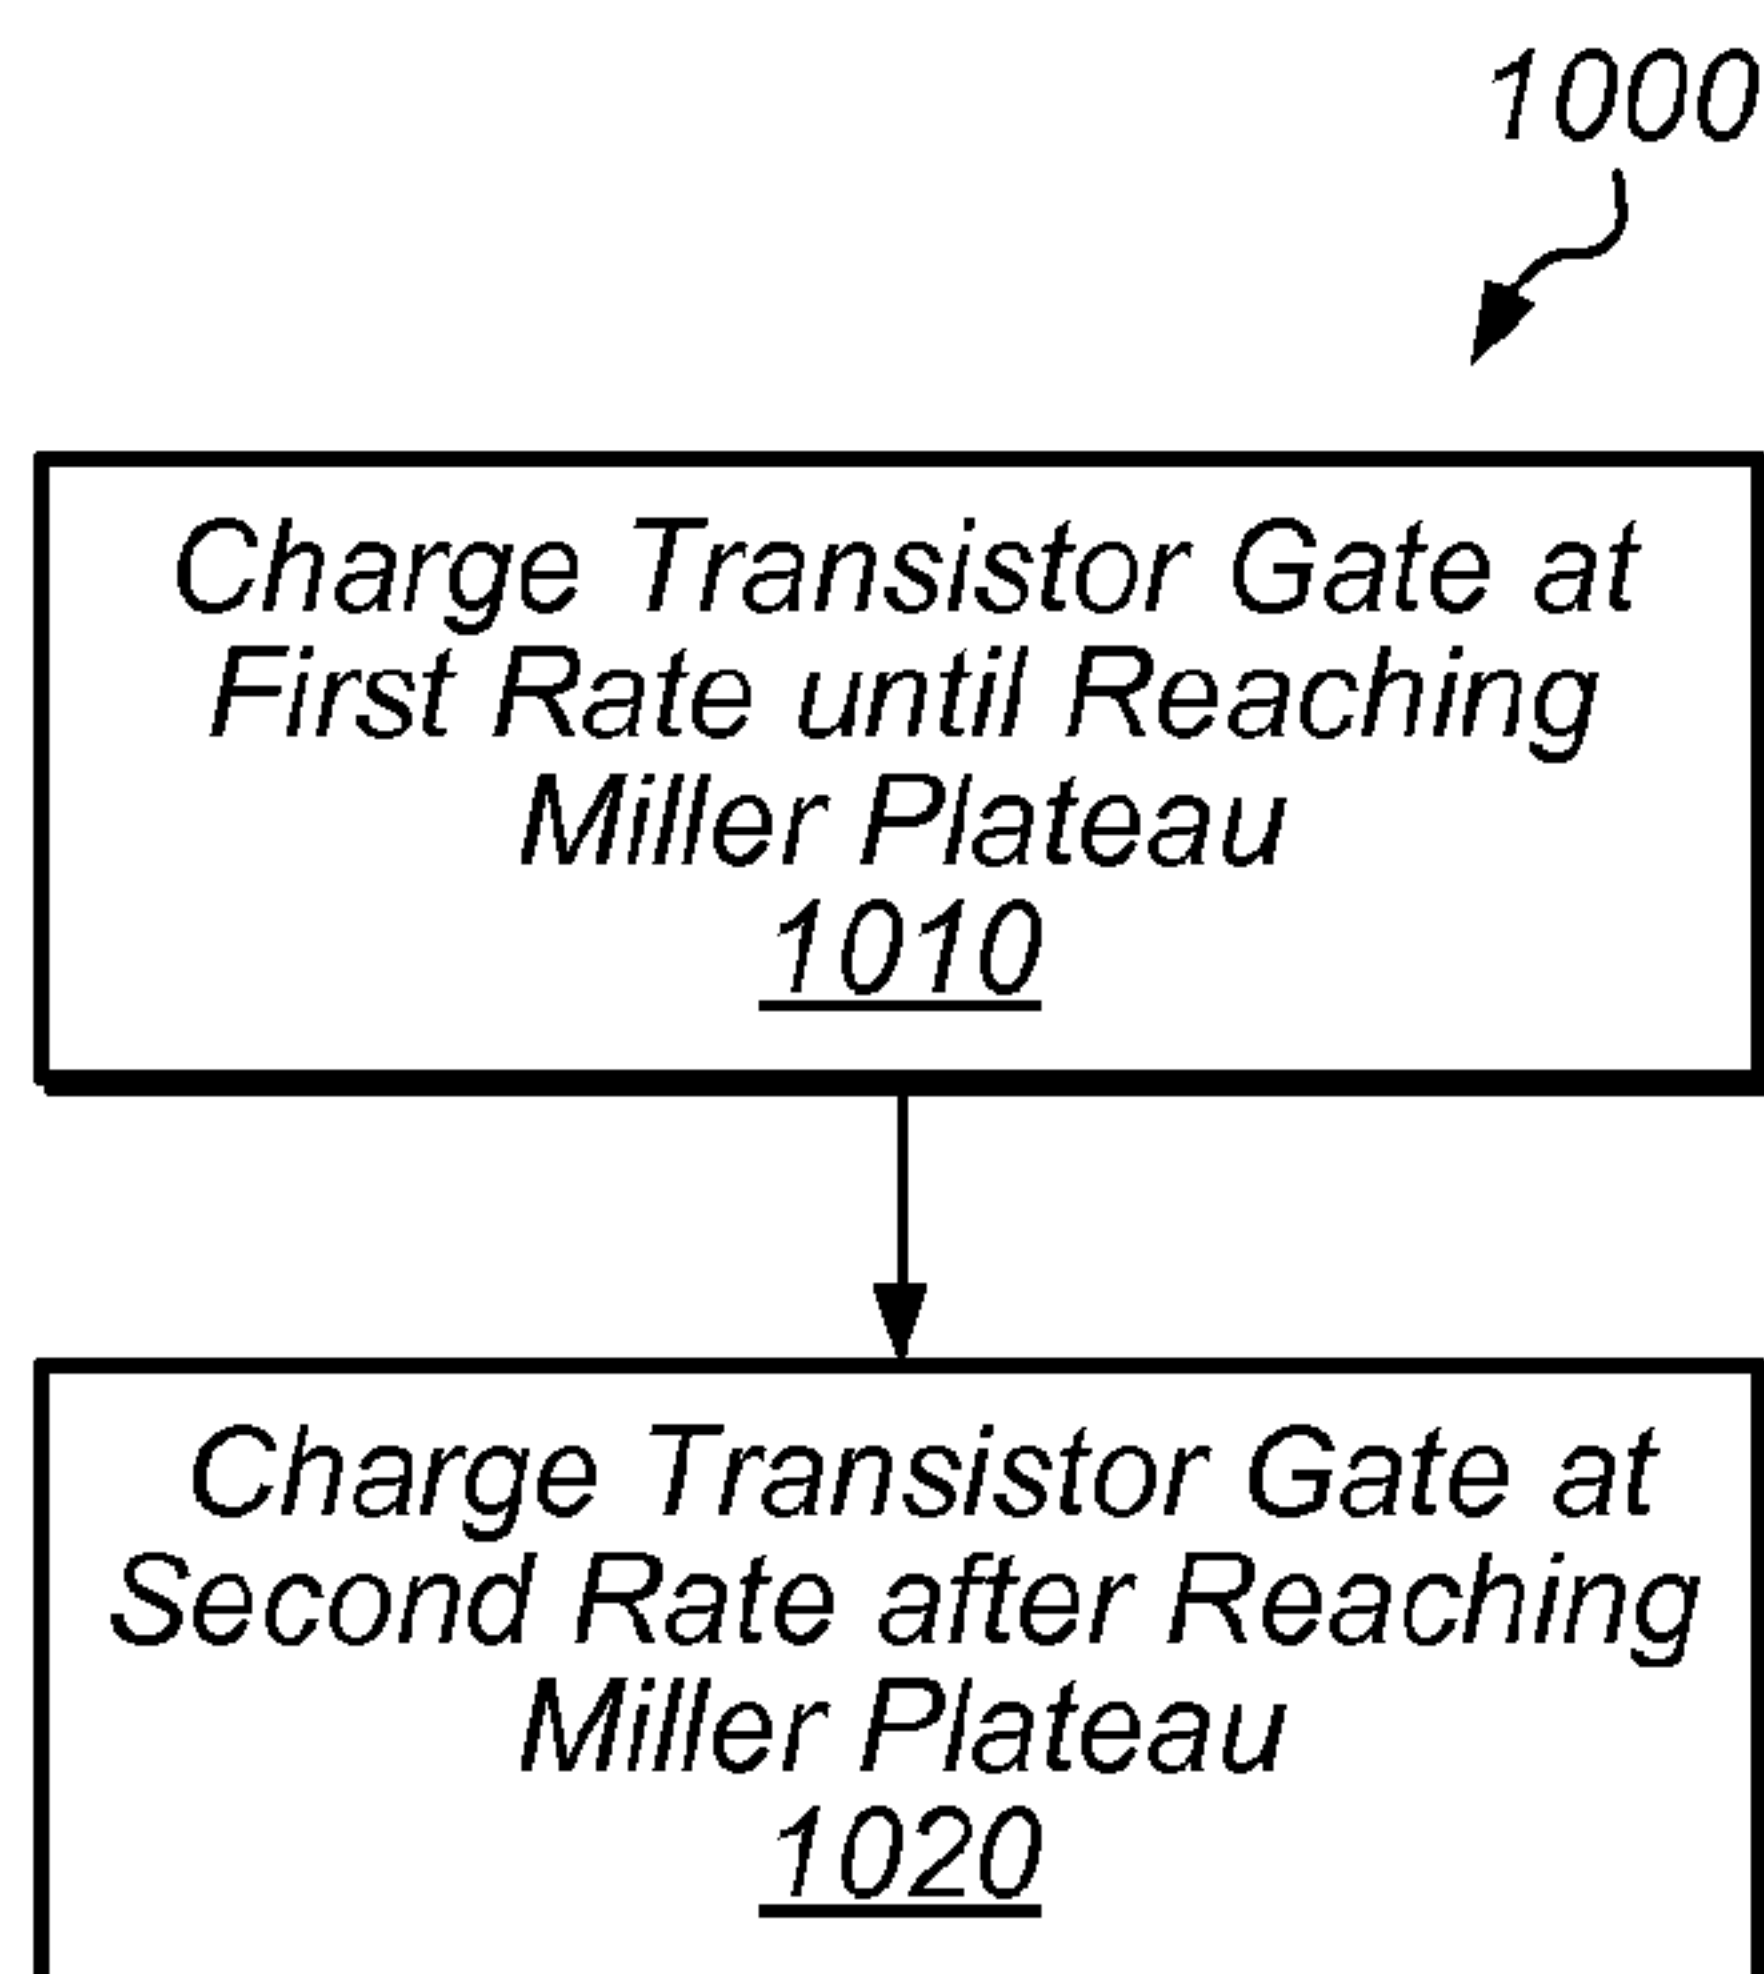 1000
Charge Transistor Gate at
First Rate until Reaching
Miller Plateau
1010
Charge Transistor Gate at
Second Rate after Reaching
Miller Plateau
1020